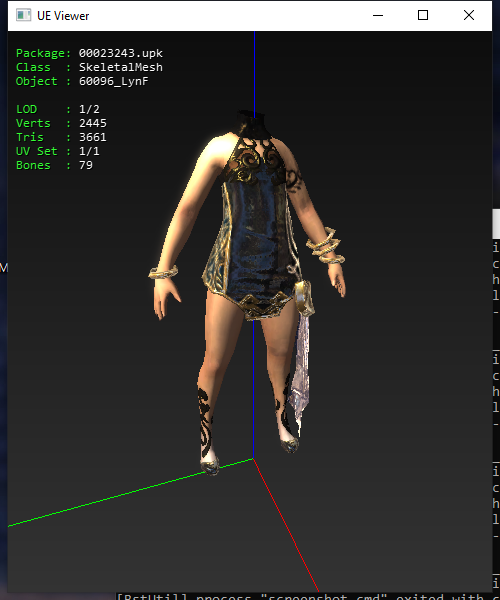 UE Viewer
Package: 00023243.upk
Class  : SkeletalMesh
Object : 60096_LynF
LOD    : 1/2
Verts  : 2445
Tris   : 3661
UV Set : 1/1
Bones  : 79
M
i
c
h
l
-
i
c
h
l
-
i
c
h
l
-
i
[BstUtil] process "screenshot.cmd" exited with c